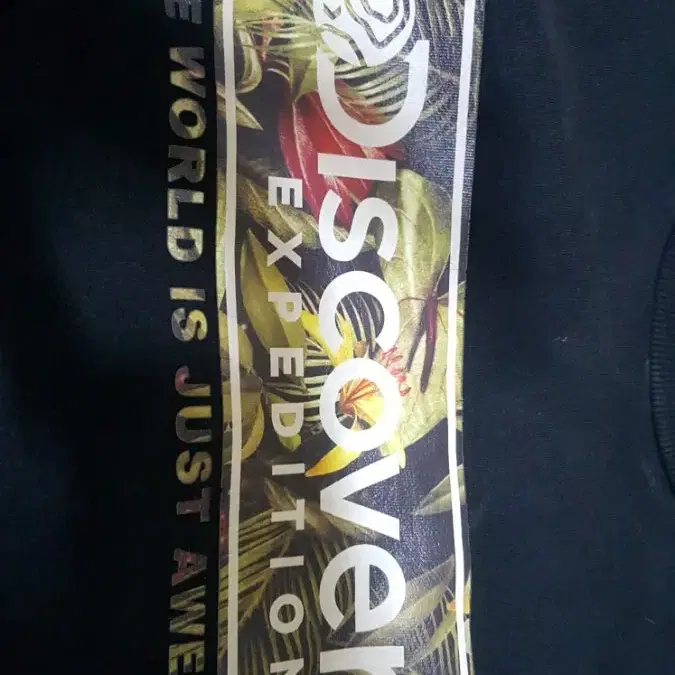 Discover
EXPEDITION
E WORLD IS JUST AWE